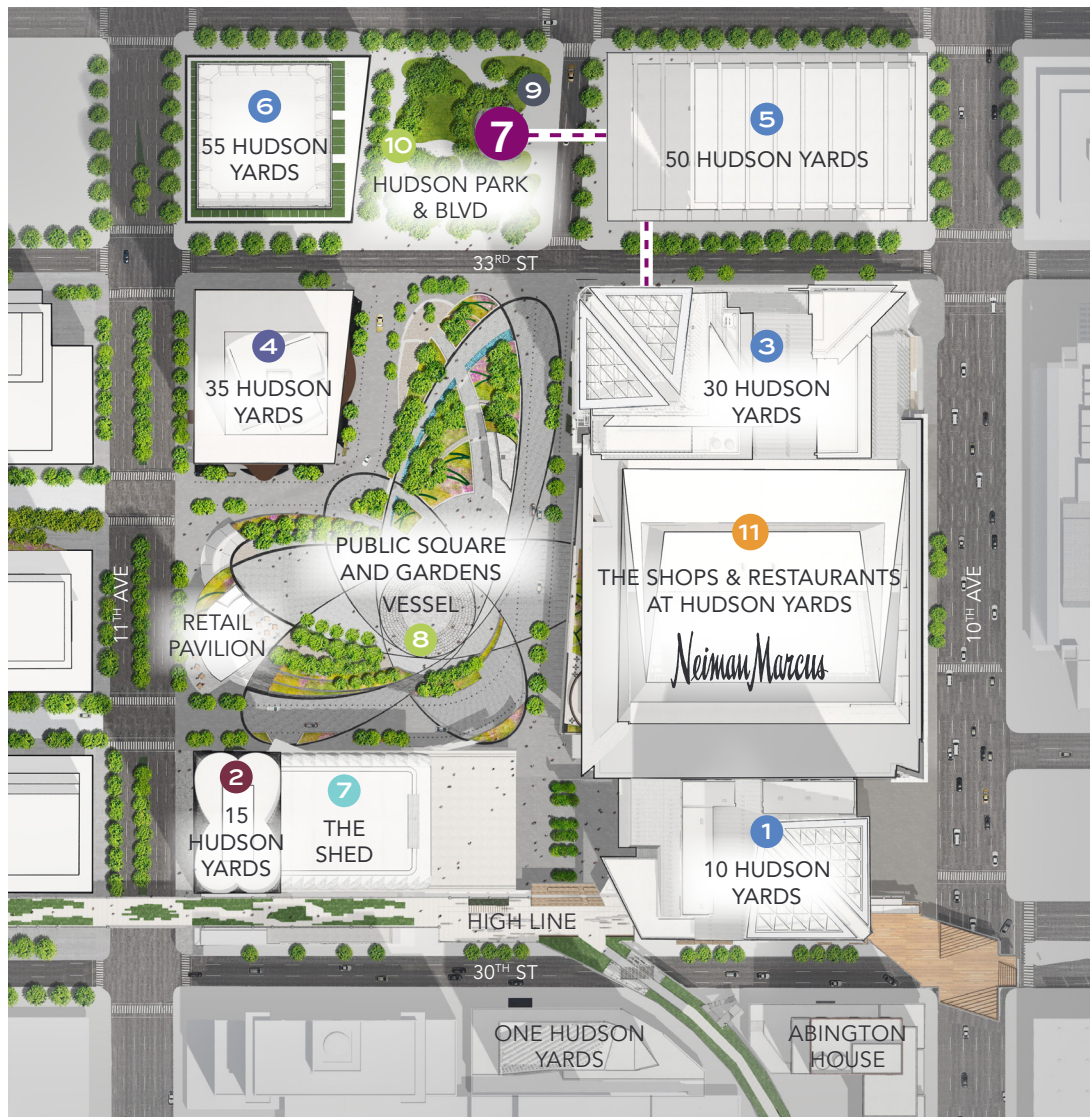 6
55 HUDSON
YARDS
9
10
7
HUDSON PARK
& BLVD
5
50 HUDSON YARDS
33RD ST
4
35 HUDSON
YARDS
3
30 HUDSON
YARDS
11TH AVE
PUBLIC SQUARE
AND GARDENS
VESSEL
8
RETAIL
PAVILION
11
THE SHOPS & RESTAURANTS
AT HUDSON YARDS
Neiman Marcus
10TH AVE
2
15
HUDSON
YARDS
7
THE
SHED
1
10 HUDSON
YARDS
HIGH LINE
30TH ST
ONE HUDSON
YARDS
ABINGTON
HOUSE